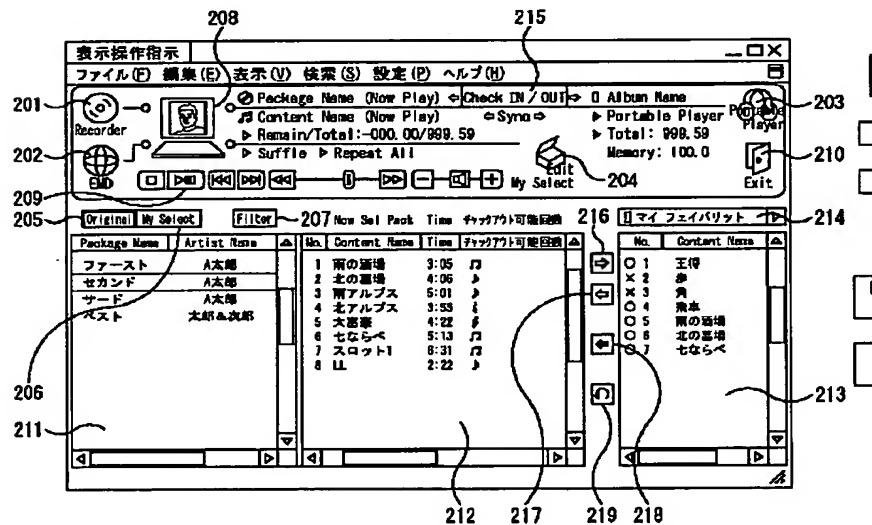 208 215
表示操作指示
ファイル(F) 編集(E) 表示(V) 検索(S) 設定(P) ヘルプ(H)
201 Recorder
202 EMD
209
Package Name (Now Play) ⇦ Check IN / OUT ⇨ Album Name
Content Name (Now Play) ⇦Sync⇨ ▶ Portable Player
▶ Remain/Total:-000.00/999.59 ▶ Total: 999.59
▶ Suffle ▶ Repeat All Memory: 100.0
Portable Player 203
Edit My Select 204
Exit 210
205 Original My Select Filter 207 Now Sel Pack Time チャックアウト可能回数 216 マイ フェイバリット 214
Package Name Artist Name
ファースト A太郎
セカンド A太郎
サード A太郎
ベスト 太郎&次郎
No. Content Name Time チャックアウト可能回数
1 雨の酒場 3:05
2 北の墓場 4:06
3 南アルプス 5:01
4 北アルプス 3:53
5 大富豪 4:22
6 七ならべ 5:13
7 スロット1 6:31
8 LL 2:22
No. Content Name
○ 1 王得
× 2 歩
× 3 角
○ 4 飛車
○ 5 雨の酒場
○ 6 北の墓場
○ 7 七ならべ
206
211
213
212 217 219 218